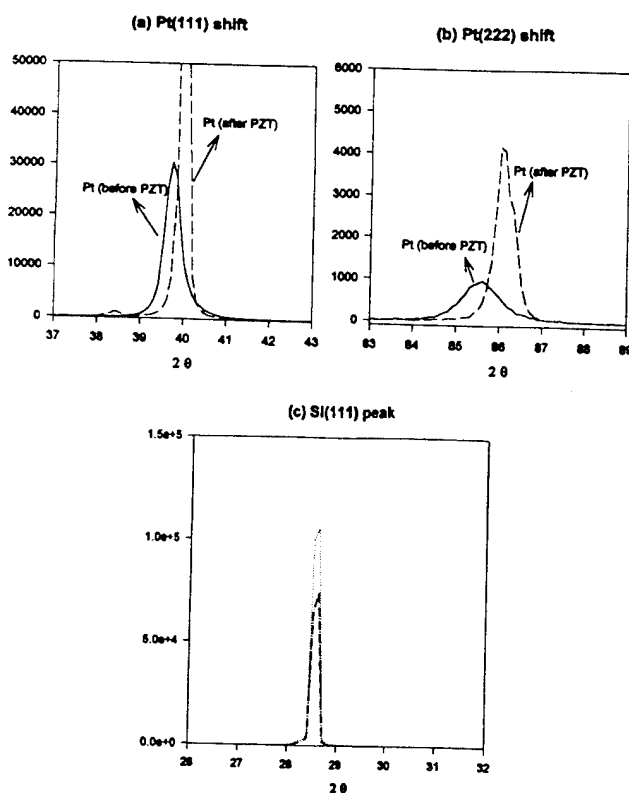 (a) Pt(111) shift
50000
40000
30000
20000
10000
0
Pt (after PZT)
Pt (before PZT)
37 38 39 40 41 42 43
2 θ
(b) Pt(222) shift
6000
5000
4000
3000
2000
1000
0
Pt (after PZT)
Pt (before PZT)
83 84 85 86 87 88 89
2 θ
(c) Si(111) peak
1.5e+5
1.0e+5
5.0e+4
0.0e+0
26 27 28 29 30 31 32
2 θ